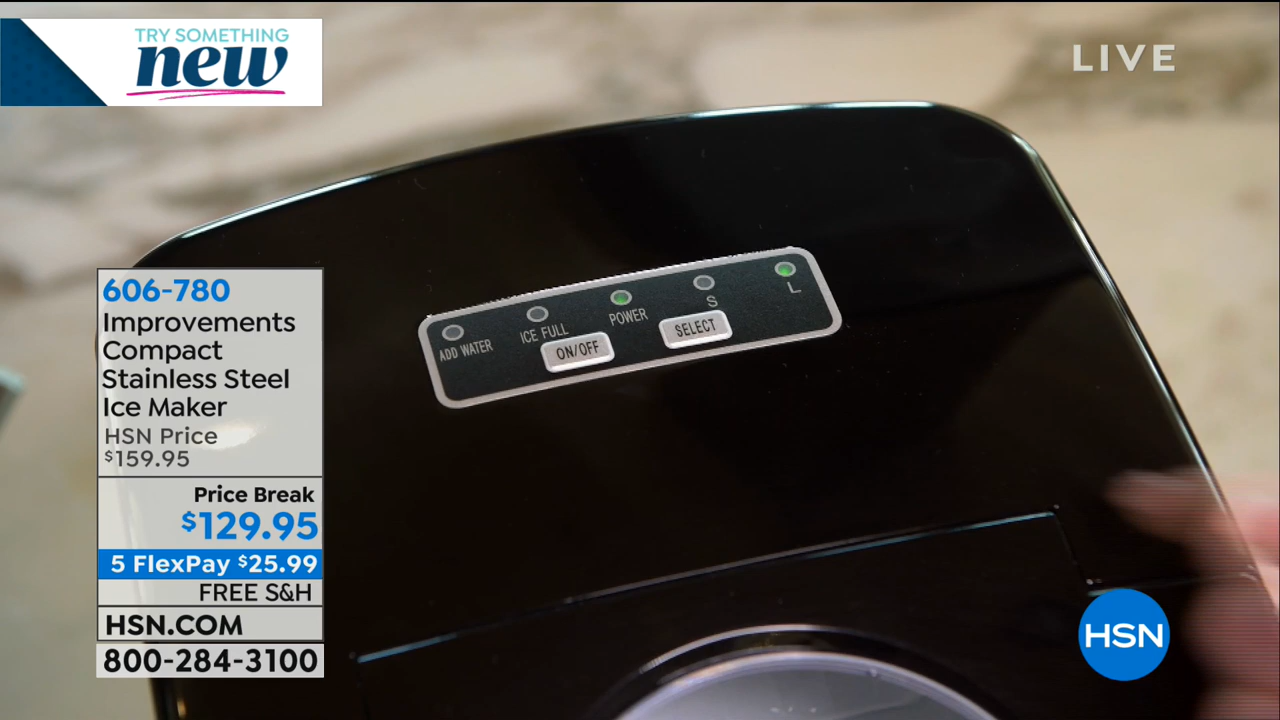 TRY SOMETHING
new
LIVE
606-780
Improvements
Compact
Stainless Steel
Ice Maker
HSN Price
$159.95
Price Break
$129.95
5 FlexPay $25.99
FREE S&H
HSN.COM
800-284-3100
ADD WATER
ICE FULL
POWER
S
L
ON/OFF
SELECT
HSN